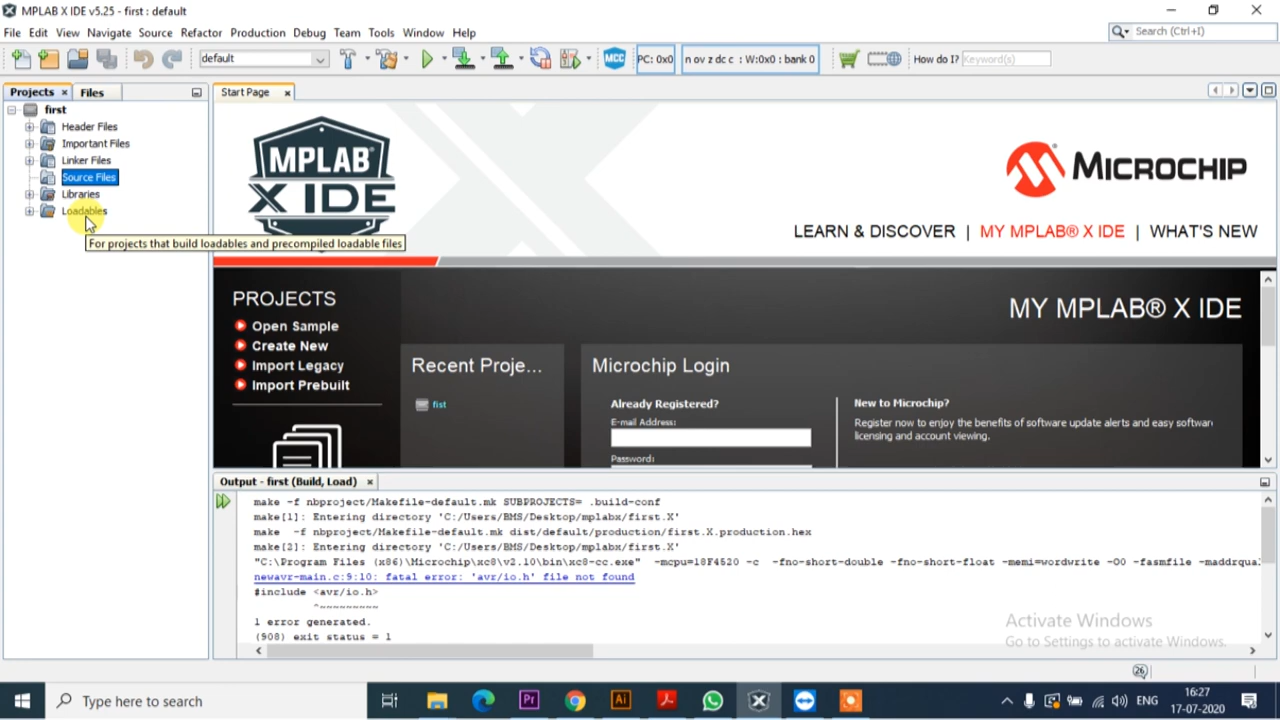 MPLAB X IDE v5.25 - first : default
File Edit View Navigate Source Refactor Production Debug Team Tools Window Help
Search (Ctrl+I)
default
MCC
PC: 0x0
n ov z dc c : W:0x0 : bank 0
How do I? Keyword(s)
Projects
Files
Start Page
first
Header Files
Important Files
Linker Files
Source Files
Libraries
Loadables
For projects that build loadables and precompiled loadable files
MPLAB
X IDE
MICROCHIP
LEARN & DISCOVER | MY MPLAB® X IDE | WHAT'S NEW
PROJECTS
Open Sample
Create New
Import Legacy
Import Prebuilt
MY MPLAB® X IDE
Recent Proje...
fist
Microchip Login
Already Registered?
E-mail Address:
Password:
New to Microchip?
Register now to enjoy the benefits of software update alerts and easy softwar
licensing and account viewing.
Output - first (Build, Load)
make -f nbproject/Makefile-default.mk SUBPROJECTS= .build-conf
make[1]: Entering directory 'C:/Users/BMS/Desktop/mplabx/first.X'
make -f nbproject/Makefile-default.mk dist/default/production/first.X.production.hex
make[2]: Entering directory 'C:/Users/BMS/Desktop/mplabx/first.X'
"C:\Program Files (x86)\Microchip\xc8\v2.10\bin\xc8-cc.exe" -mcpu=18F4520 -c -fno-short-double -fno-short-float -memi=wordwrite -O0 -fasmfile -maddrqual
newavr-main.c:9:10: fatal error: 'avr/io.h' file not found
#include <avr/io.h>
^~~~~~~~~~
1 error generated.
(908) exit status = 1
Activate Windows
Go to Settings to activate Windows.
26
Type here to search
Pr
Ai
ENG
16:27
17-07-2020